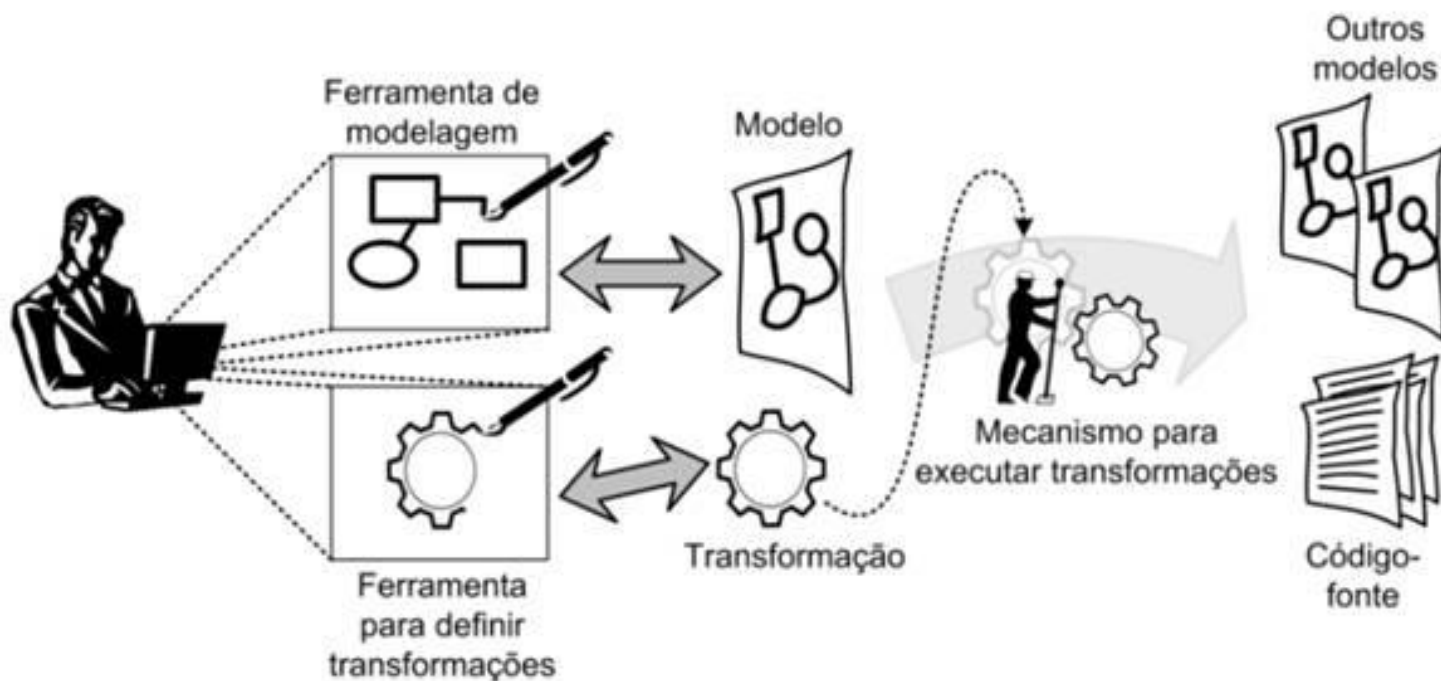 Ferramenta de
modelagem
Modelo
Outros
modelos
Mecanismo para
executar transformações
Transformação
Ferramenta
para definir
transformações
Código-
fonte